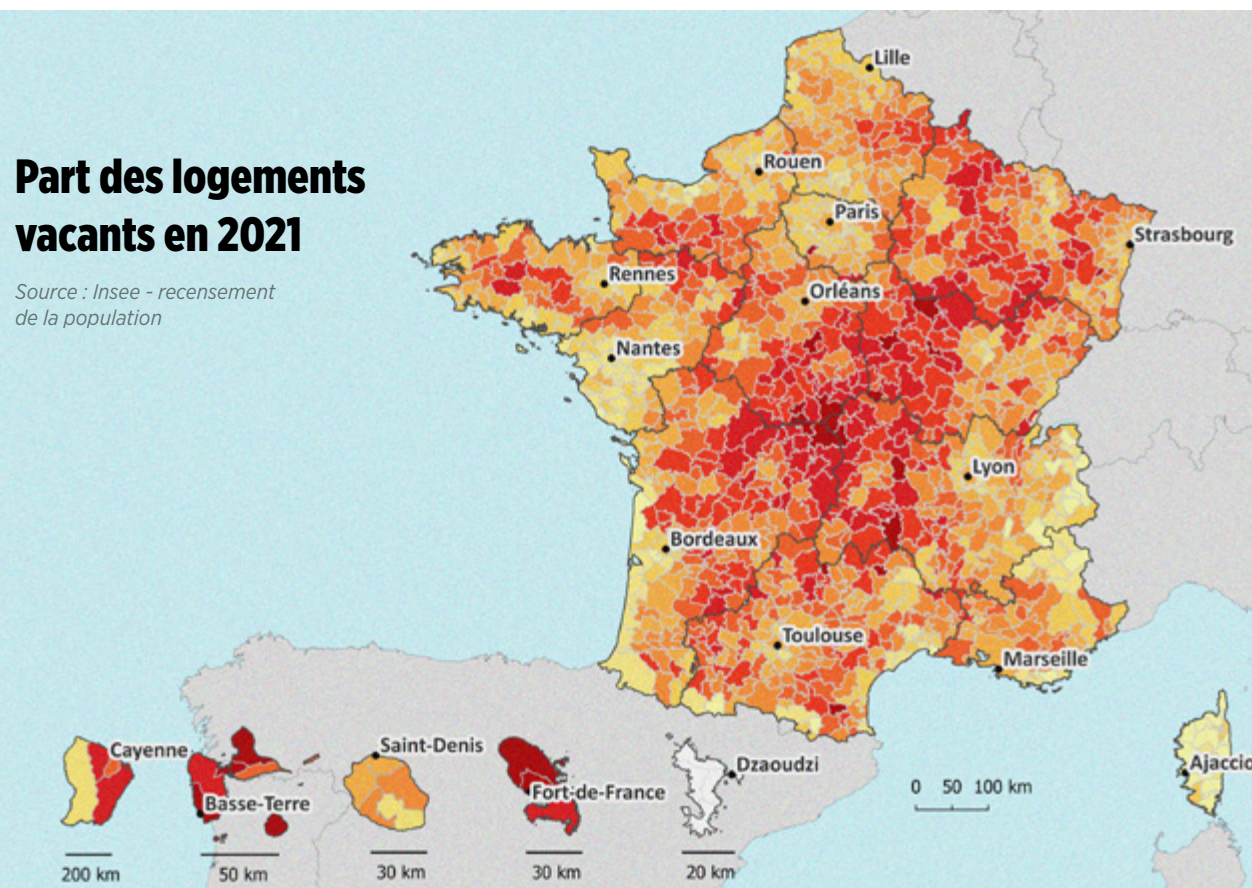 Part des logements
vacants en 2021
Source : Insee - recensement
de la population
Lille
Rouen
Paris
Strasbourg
Rennes
Orléans
Nantes
Lyon
Bordeaux
Toulouse
Marseille
Ajaccio
Cayenne
Basse-Terre
Saint-Denis
Fort-de-France
Dzaoudzi
0 50 100 km
200 km
50 km
30 km
30 km
20 km